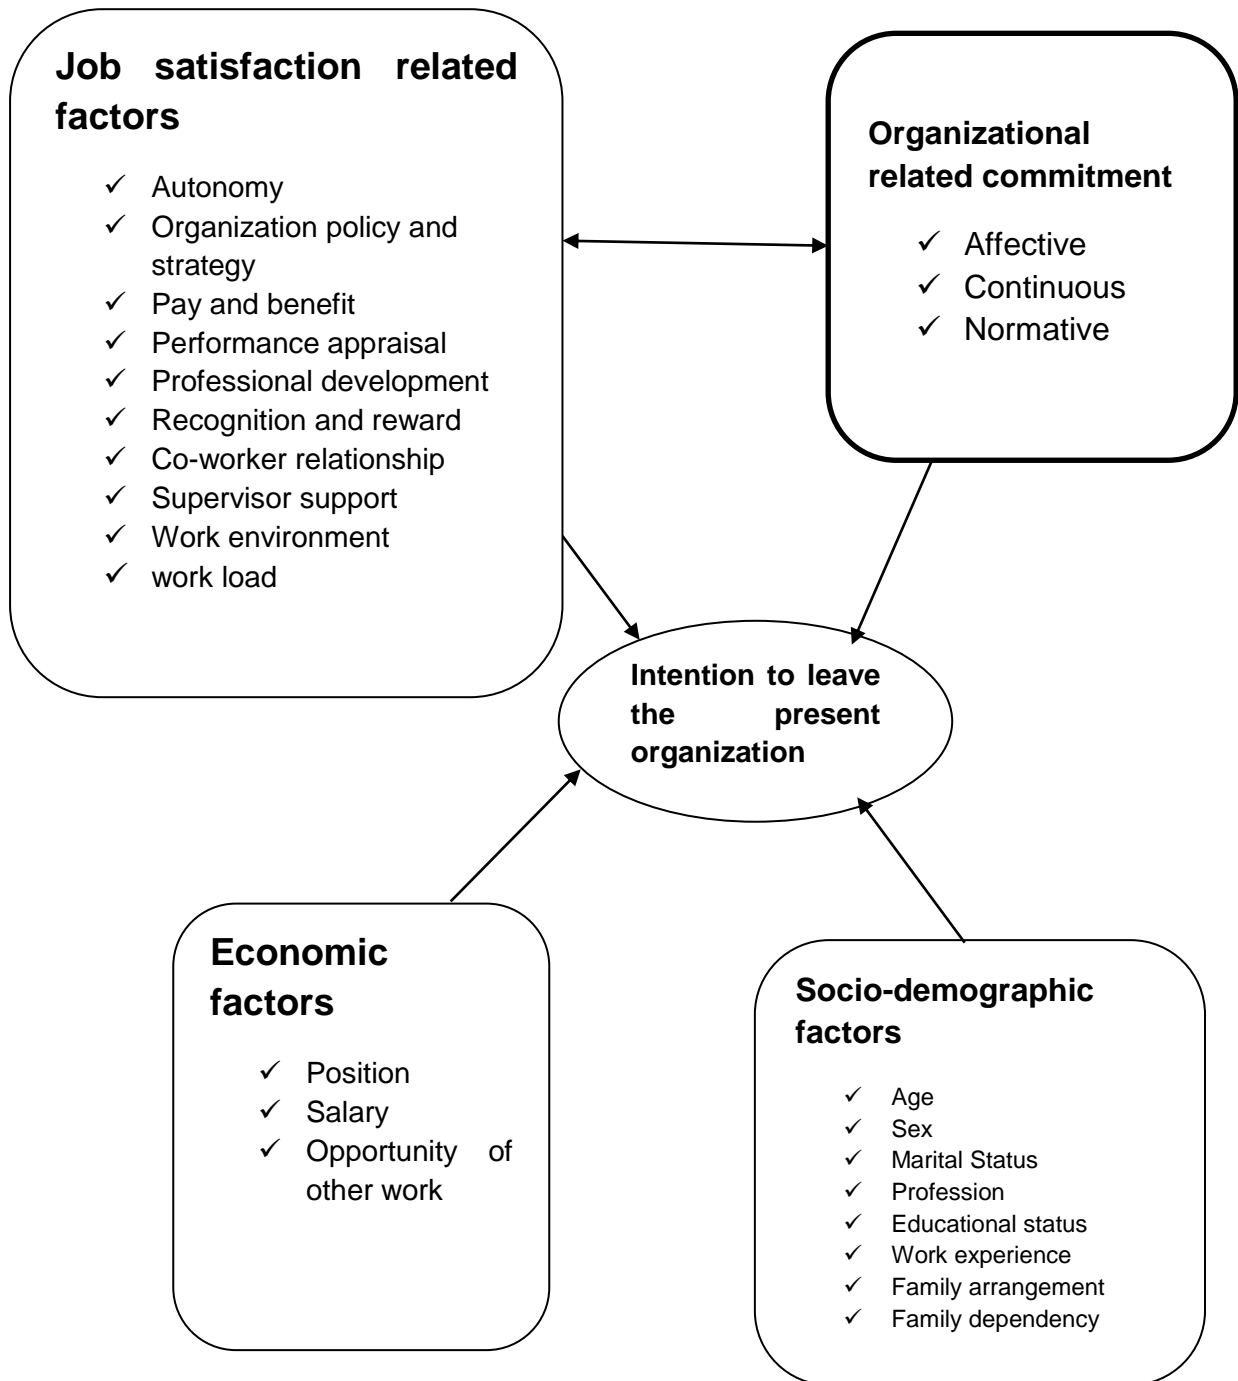 Job satisfaction related
factors
✓ Autonomy
✓ Organization policy and
strategy
✓ Pay and benefit
✓ Performance appraisal
✓ Professional development
✓ Recognition and reward
✓ Co-worker relationship
✓ Supervisor support
✓ Work environment
✓ work load
Organizational
related commitment
✓ Affective
✓ Continuous
✓ Normative
Intention to leave
the present
organization
Economic
factors
✓ Position
✓ Salary
✓ Opportunity of
other work
Socio-demographic
factors
✓ Age
✓ Sex
✓ Marital Status
✓ Profession
✓ Educational status
✓ Work experience
✓ Family arrangement
✓ Family dependency